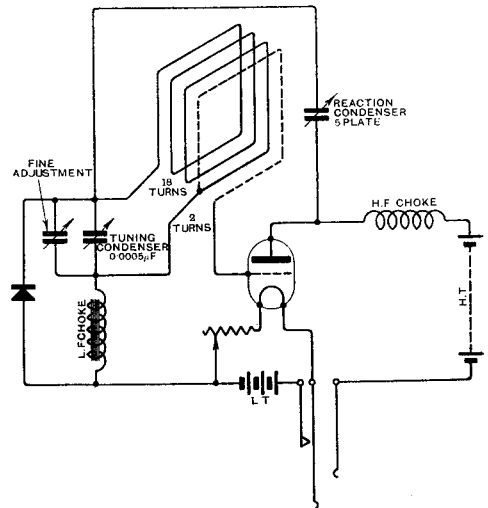 REACTION
CONDENSER
5 PLATE
FINE
ADJUSTMENT
18
TURNS
2
TURNS
H.F CHOKE
TUNING
CONDENSER
0·0005μF
L.F CHOKE
H.T
L T